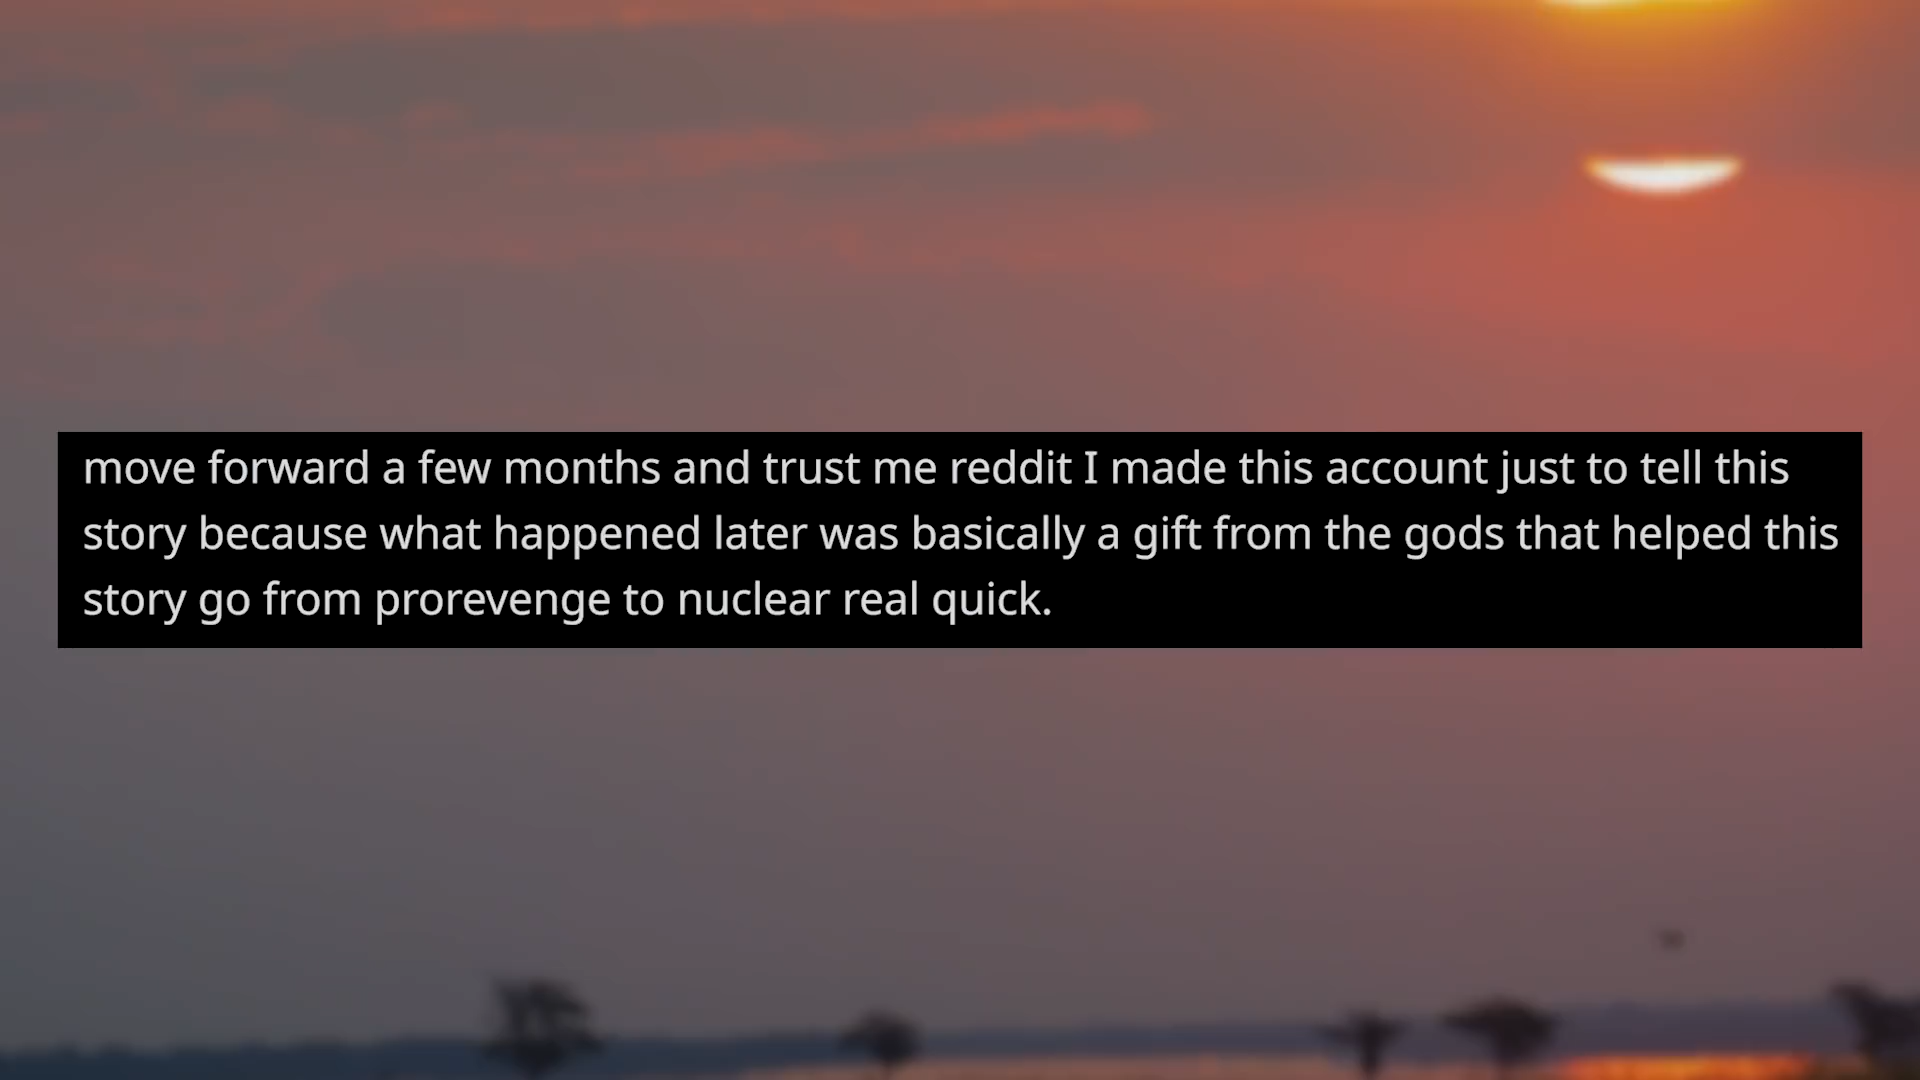 move forward a few months and trust me reddit I made this account just to tell this
story because what happened later was basically a gift from the gods that helped this
story go from prorevenge to nuclear real quick.